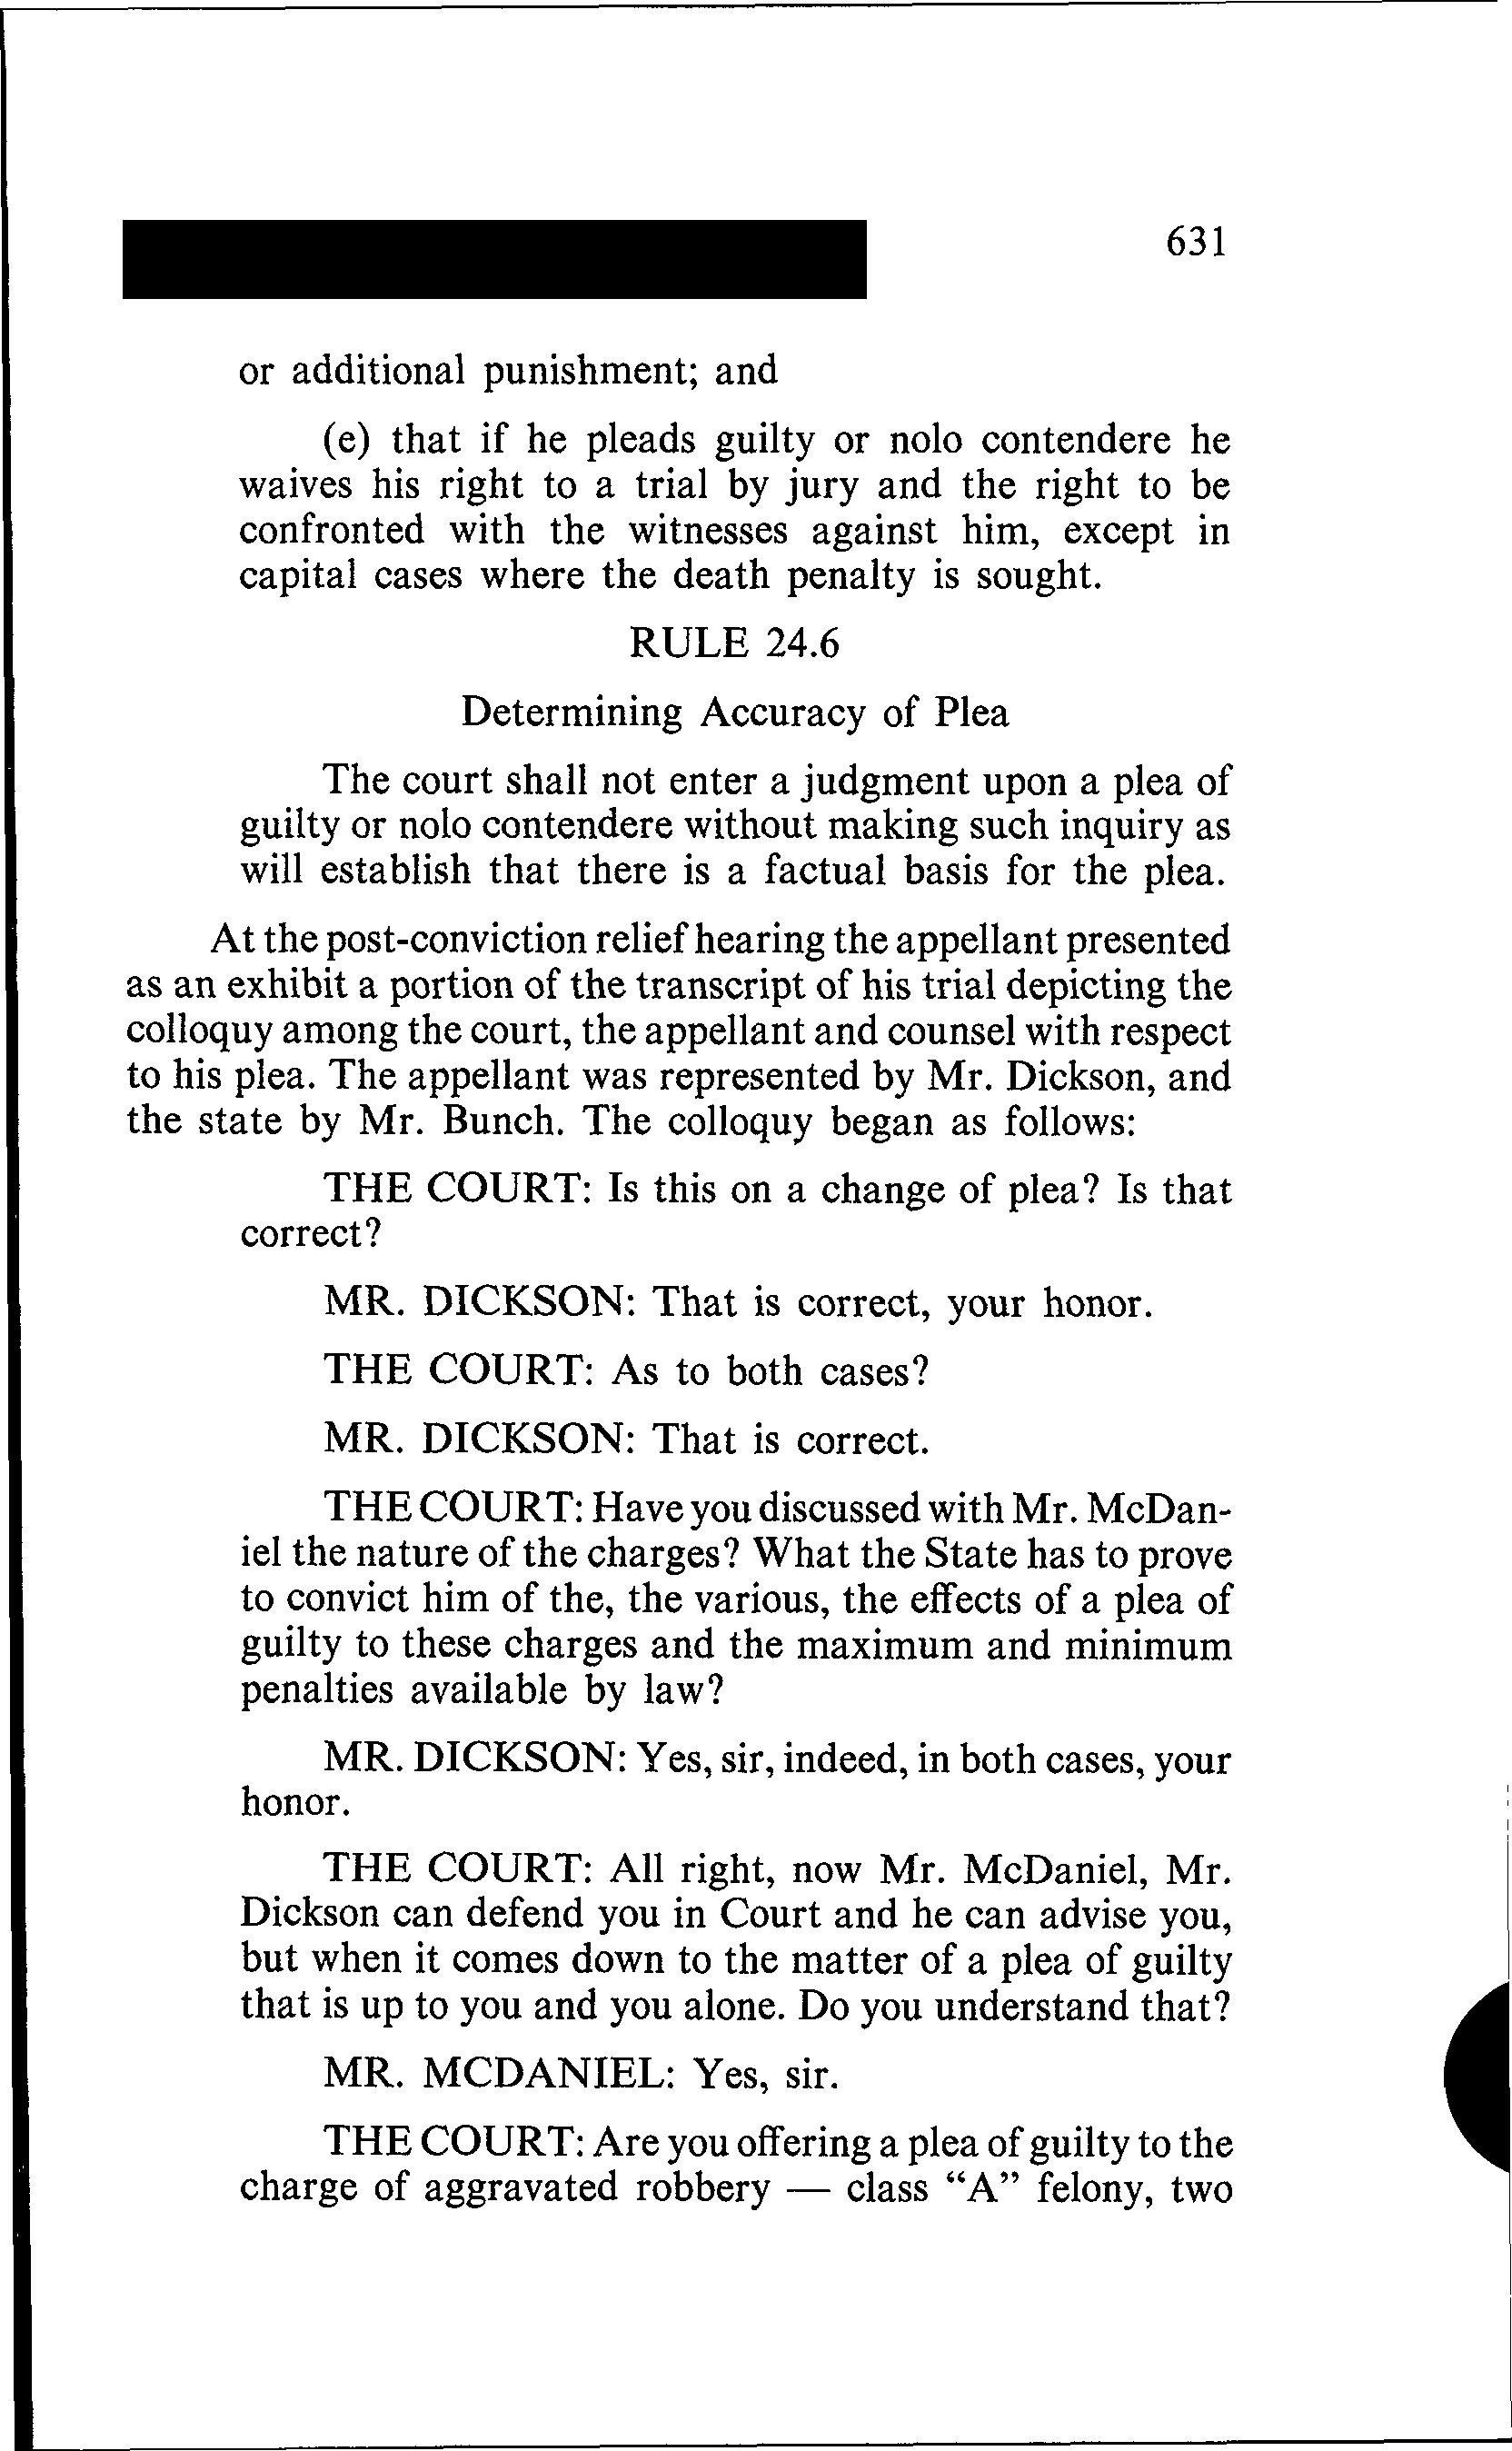 631
or additional punishment; and
(e) that if he pleads guilty or nolo contendere he
waives his right to a trial by jury and the right to be
confronted with the witnesses against him, except in
capital cases where the death penalty is sought.
RULE 24.6
Determining Accuracy of Plea
The court shall not enter a judgment upon a plea of
guilty or nolo contendere without making such inquiry as
will establish that there is a factual basis for the plea.
At the post-conviction relief hearing the appellant presented
as an exhibit a portion of the transcript of his trial depicting the
colloquy among the court, the appellant and counsel with respect
to his plea. The appellant was represented by Mr. Dickson, and
the state by Mr. Bunch. The colloquy began as follows:
THE COURT: Is this on a change of plea? Is that
correct?
MR. DICKSON: That is correct, your honor.
THE COURT: As to both cases?
MR. DICKSON: That is correct.
THE COURT: Have you discussed with Mr. McDan-
iel the nature of the charges? What the State has to prove
to convict him of the, the various, the effects of a plea of
guilty to these charges and the maximum and minimum
penalties available by law?
MR. DICKSON: Yes, sir, indeed, in both cases, your
honor.
THE COURT: All right, now Mr. McDaniel, Mr.
Dickson can defend you in Court and he can advise you,
but when it comes down to the matter of a plea of guilty
that is up to you and you alone. Do you understand that?
MR. MCDANIEL: Yes, sir.
THE COURT: Are you offering a plea of guilty to the
charge of aggravated robbery — class “A” felony, two